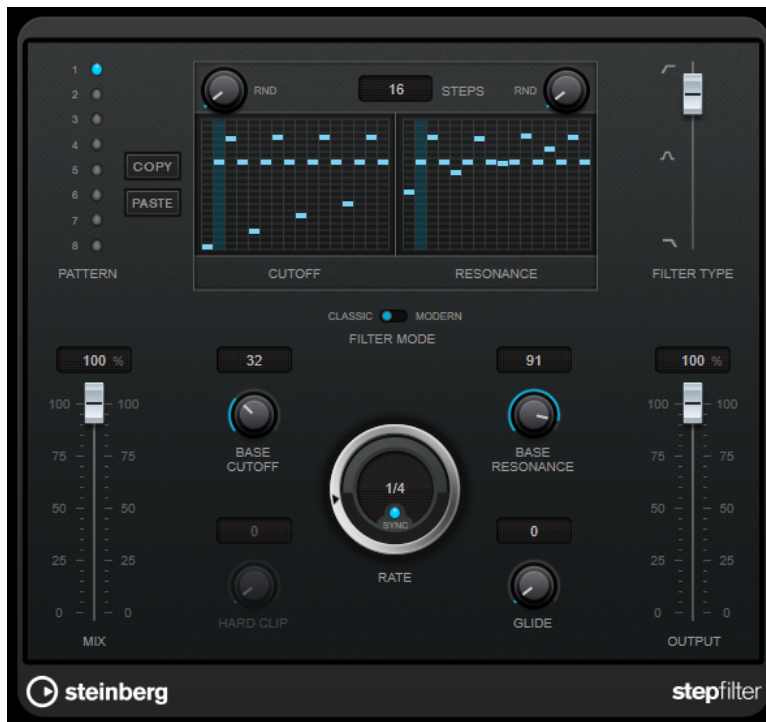 1
2
3
4
5
6
7
8
PATTERN
COPY
PASTE
RND
16 STEPS
RND
CUTOFF
RESONANCE
FILTER TYPE
CLASSIC
MODERN
FILTER MODE
100 %
100 100
75 75
50 50
25 25
0 0
MIX
32
BASE
CUTOFF
0
HARD CLIP
1/4
SYNC
RATE
91
BASE
RESONANCE
0
GLIDE
100 %
100 100
75 75
50 50
25 25
0 0
OUTPUT
steinberg
stepfilter